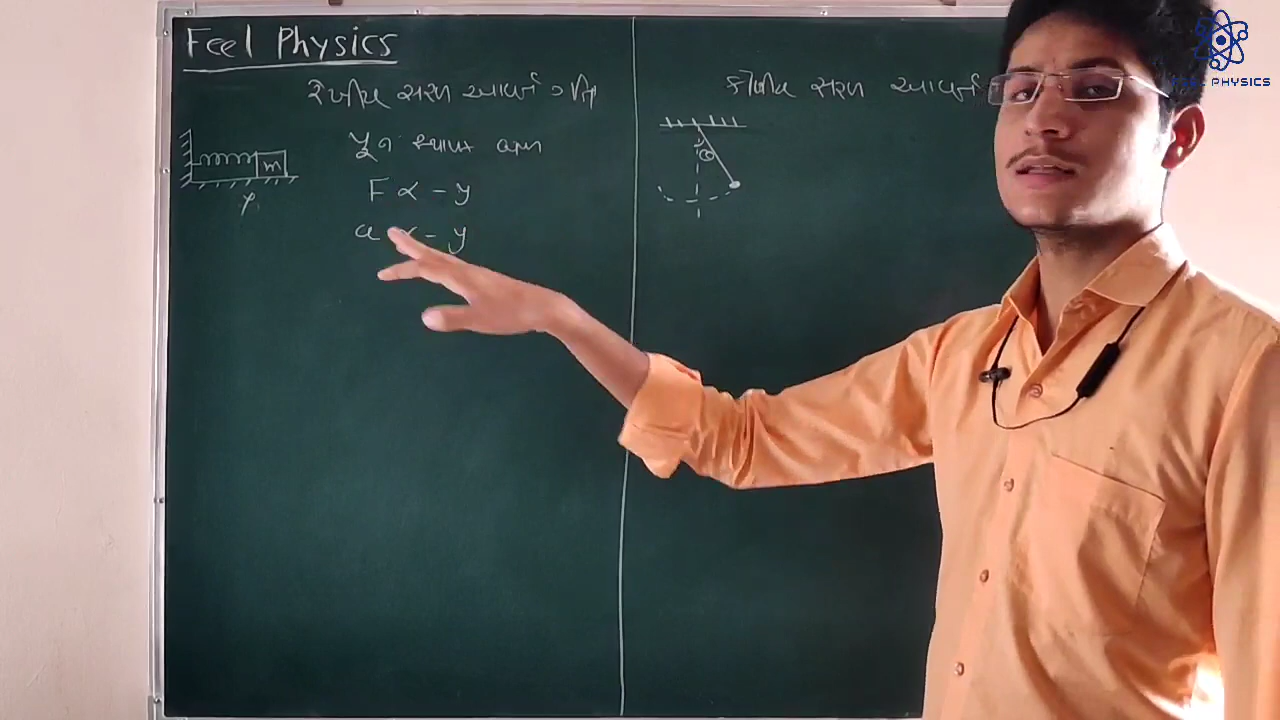 Feel Physics
રેખીય સરળ આવર્ત ગતિ
પુનઃ સ્થાપક બળ
F α - y
a α - y
m
કોણીય સરળ આવર્ત
θ
PHYSICS